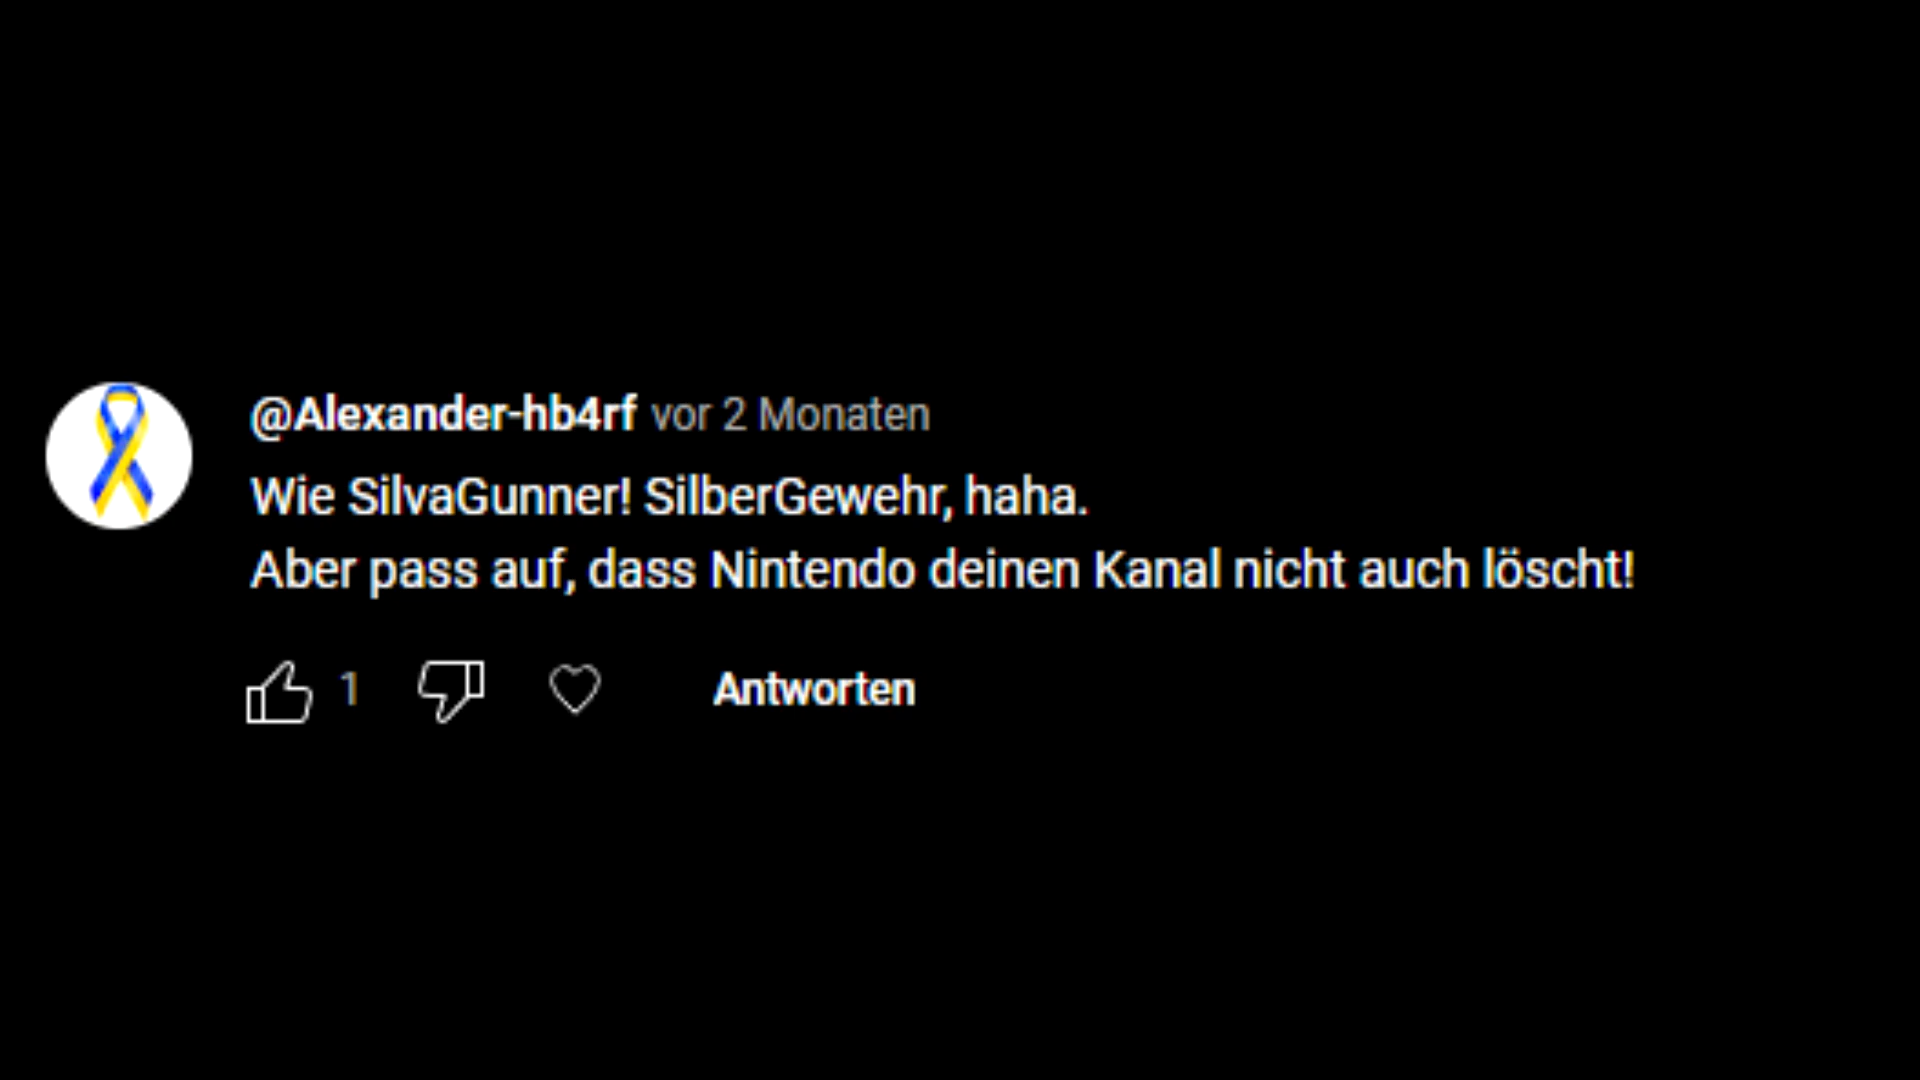 @Alexander-hb4rf vor 2 Monaten
Wie SilvaGunner! SilberGewehr, haha.
Aber pass auf, dass Nintendo deinen Kanal nicht auch löscht!
1 Antworten